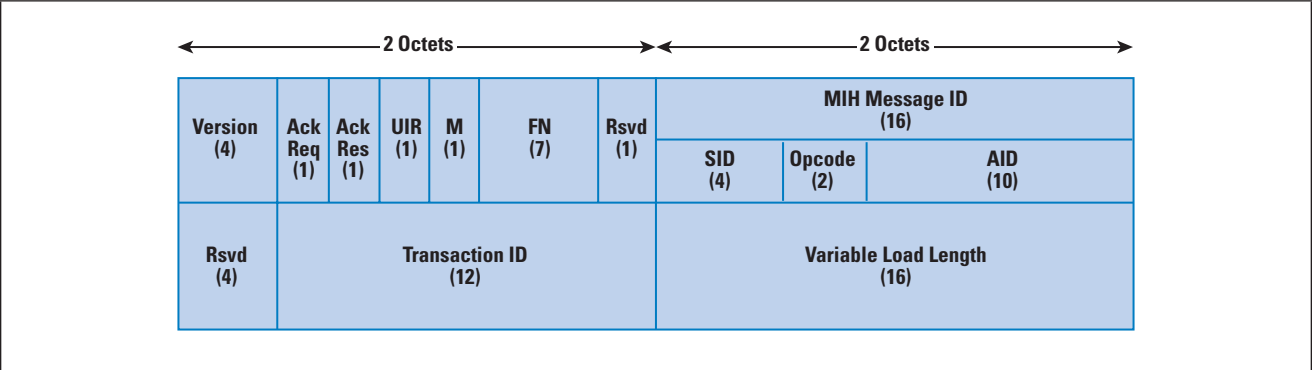 2 Octets
2 Octets
Version
(4)
Ack
Req
(1)
Ack
Res
(1)
UIR
(1)
M
(1)
FN
(7)
Rsvd
(1)
MIH Message ID
(16)
SID
(4)
Opcode
(2)
AID
(10)
Rsvd
(4)
Transaction ID
(12)
Variable Load Length
(16)